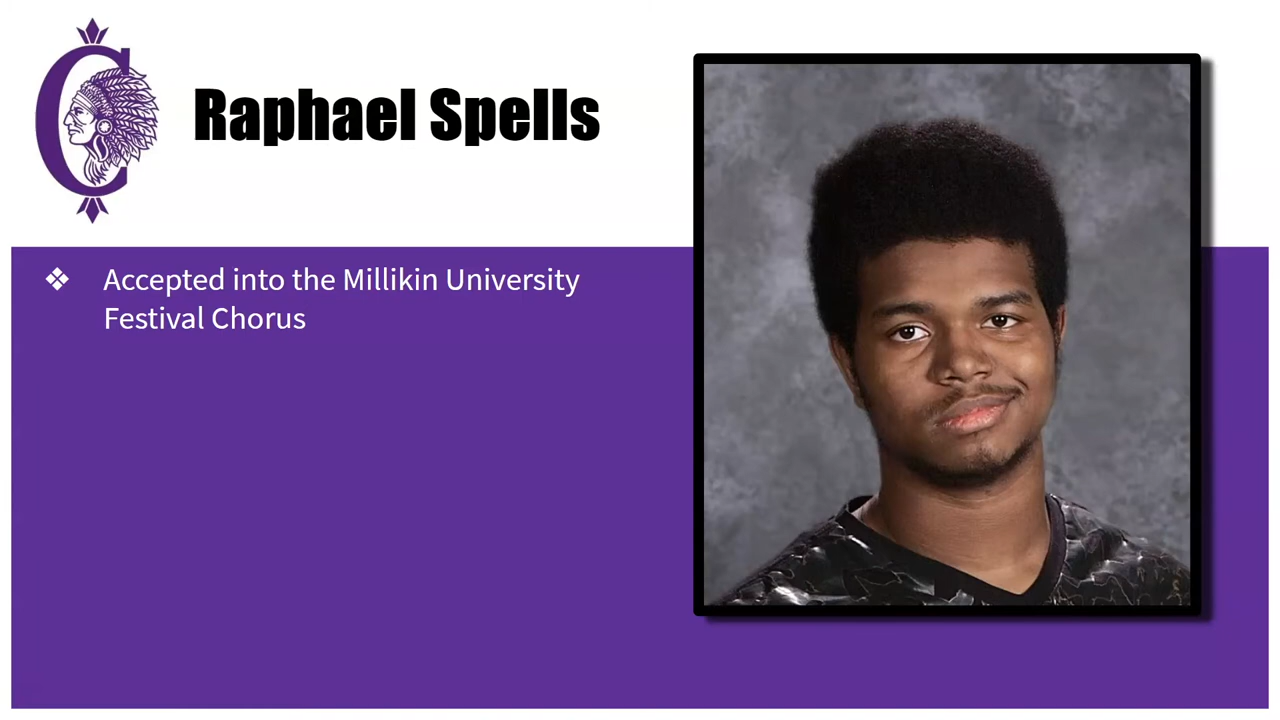 C
Raphael Spells
❖ Accepted into the Millikin University
Festival Chorus